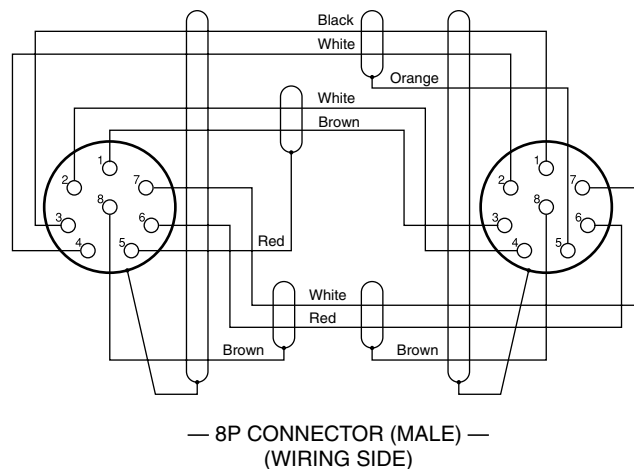 Black
White
Orange
White
Brown
1
2
7
8
3
6
4
5
1
2
7
8
3
6
4
5
Red
White
Red
Brown
Brown
— 8P CONNECTOR (MALE) —
(WIRING SIDE)